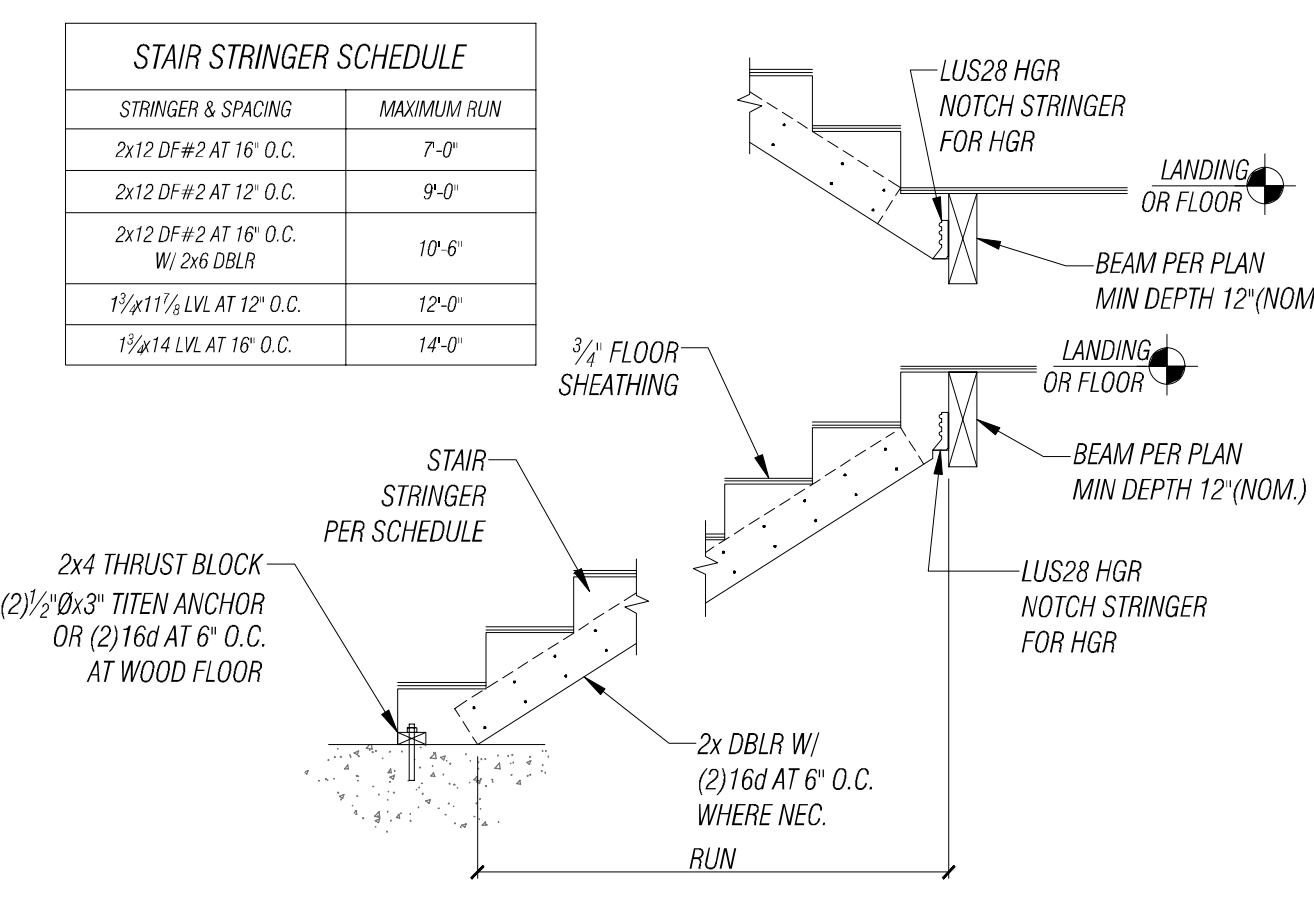 STAIR STRINGER SCHEDULE
STRINGER & SPACING MAXIMUM RUN
2x12 DF#2 AT 16" O.C. 7'-0"
2x12 DF#2 AT 12" O.C. 9'-0"
2x12 DF#2 AT 16" O.C.
W/ 2x6 DBLR
10'-6"
1¾x11⅞ LVL AT 12" O.C. 12'-0"
1¾x14 LVL AT 16" O.C. 14'-0"
LUS28 HGR
NOTCH STRINGER
FOR HGR
LANDING
OR FLOOR
BEAM PER PLAN
MIN DEPTH 12"(NOM
¾" FLOOR
SHEATHING
LANDING
OR FLOOR
BEAM PER PLAN
MIN DEPTH 12"(NOM.)
STAIR
STRINGER
PER SCHEDULE
2x4 THRUST BLOCK
(2)½"Øx3" TITEN ANCHOR
OR (2)16d AT 6" O.C.
AT WOOD FLOOR
LUS28 HGR
NOTCH STRINGER
FOR HGR
2x DBLR W/
(2)16d AT 6" O.C.
WHERE NEC.
RUN